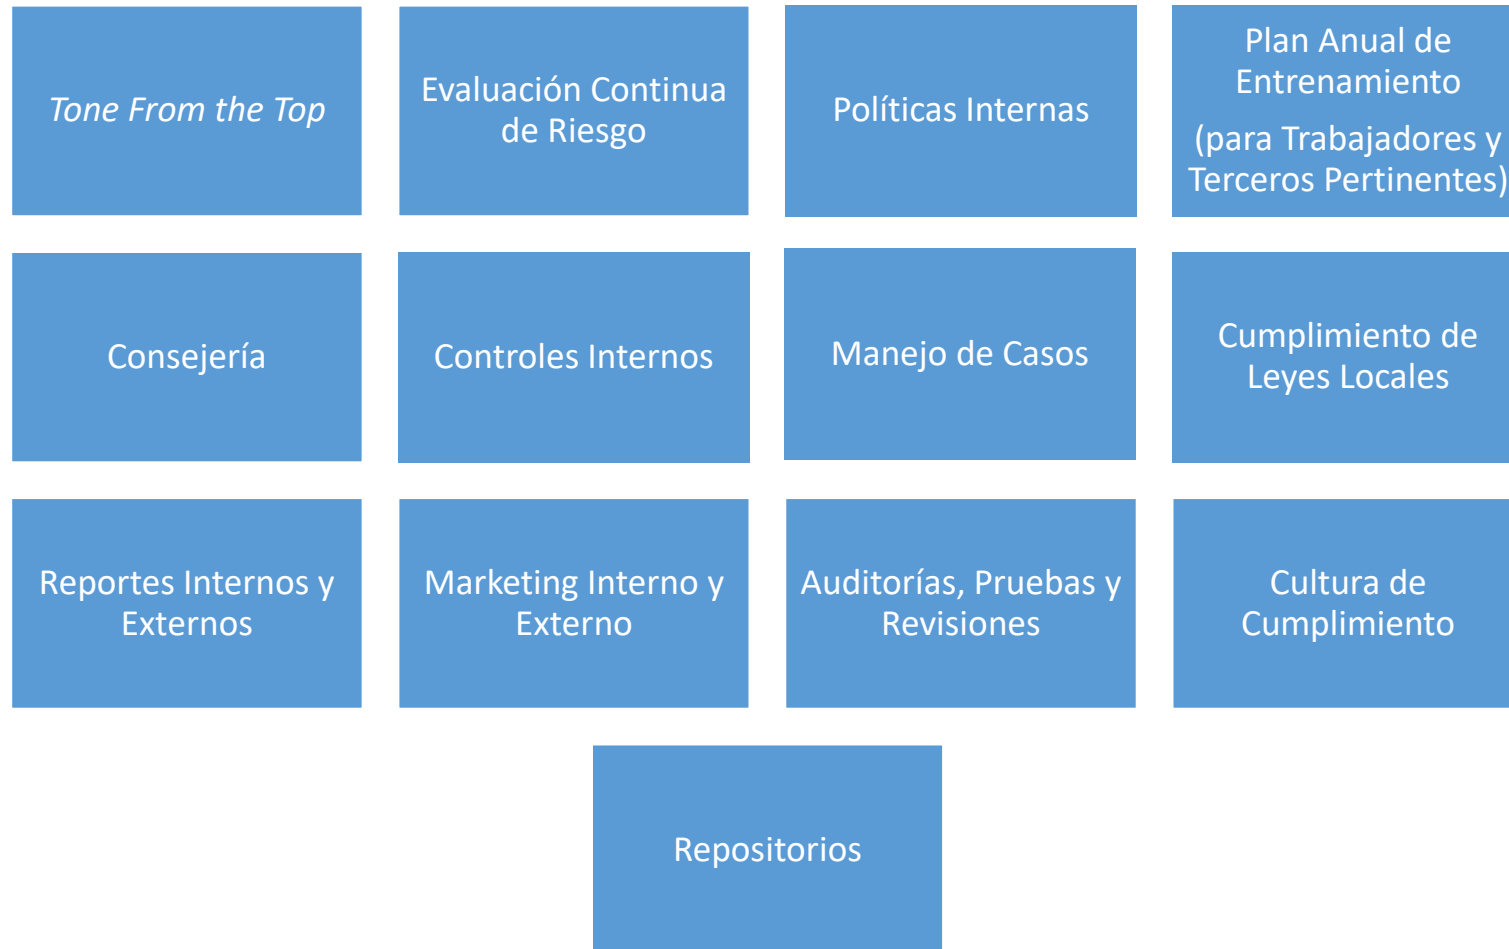 Tone From the Top
Evaluación Continua
de Riesgo
Políticas Internas
Plan Anual de
Entrenamiento
(para Trabajadores y
Terceros Pertinentes)
Consejería
Controles Internos
Manejo de Casos
Cumplimiento de
Leyes Locales
Reportes Internos y
Externos
Marketing Interno y
Externo
Auditorías, Pruebas y
Revisiones
Cultura de
Cumplimiento
Repositorios